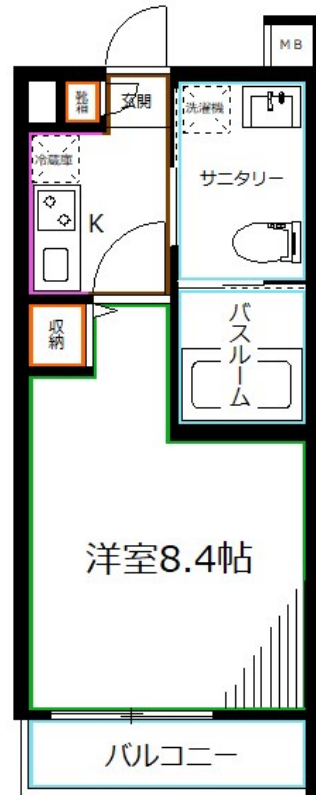 MB
靴箱
玄関
洗濯機
冷蔵庫
サニタリー
K
収納
バスルーム
洋室8.4帖
バルコニー